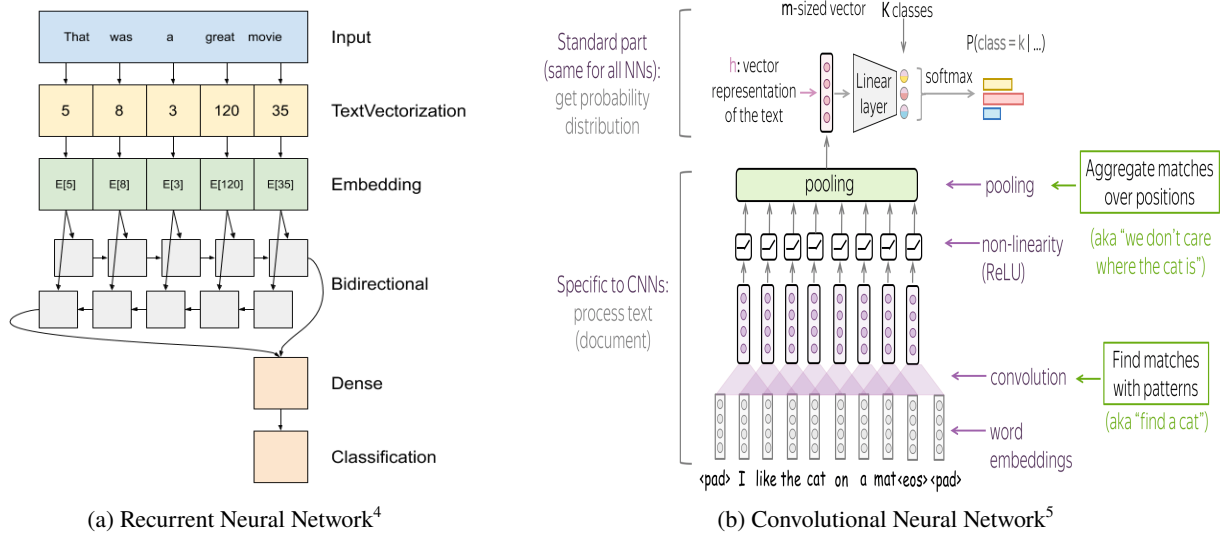 That was a great movie
Input
5 8 3 120 35
TextVectorization
E[5] E[8] E[3] E[120] E[35]
Embedding
Bidirectional
Dense
Classification
(a) Recurrent Neural Network4
m-sized vector
K classes
Standard part
(same for all NNs):
get probability
distribution
h: vector
representation
of the text
Linear
layer
softmax
P(class = k | ...)
pooling
pooling
Aggregate matches
over positions
(aka “we don’t care
where the cat is”)
non-linearity
(ReLU)
Specific to CNNs:
process text
(document)
convolution
Find matches
with patterns
(aka “find a cat”)
word
embeddings
<pad> I like the cat on a mat <eos> <pad>
(b) Convolutional Neural Network5